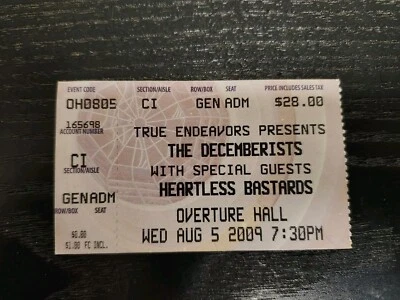 EVENT CODE SECTION/AISLE ROW/BOX SEAT PRICE INCLUDES SALES TAX
OH0805 CI GEN ADM $28.00
165698
ACCOUNT NUMBER
TRUE ENDEAVORS PRESENTS
THE DECEMBERISTS
CI
SECTION/AISLE
WITH SPECIAL GUESTS
HEARTLESS BASTARDS
GENADM
ROW/BOX SEAT
OVERTURE HALL
$0.00
$1.00 FC INCL.
WED AUG 5 2009 7:30PM